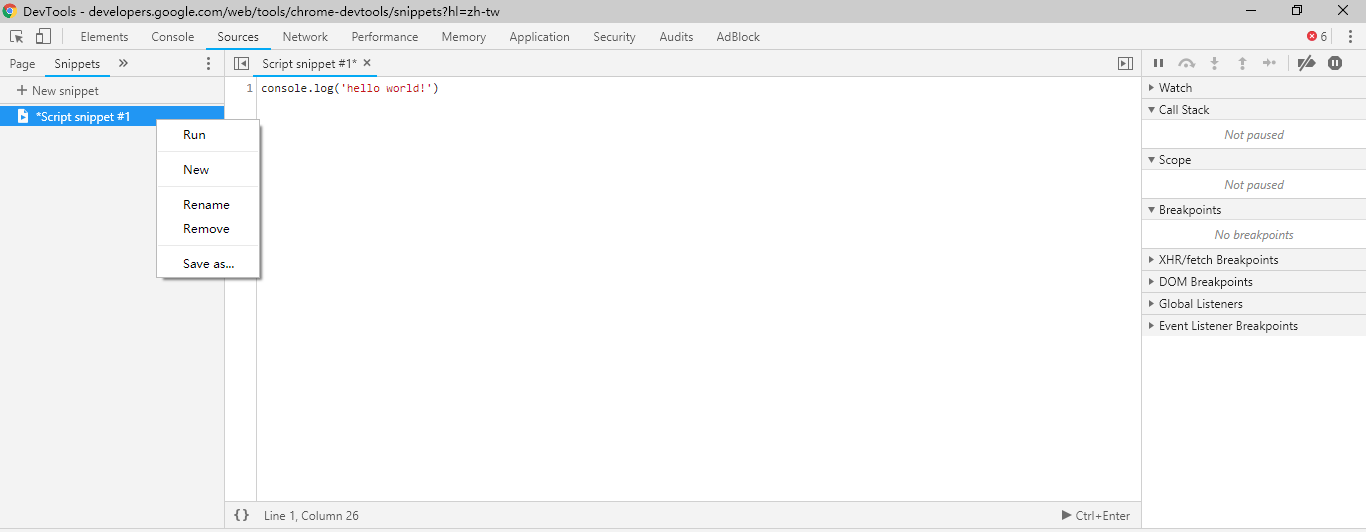 DevTools - developers.google.com/web/tools/chrome-devtools/snippets?hl=zh-tw
Elements Console Sources Network Performance Memory Application Security Audits AdBlock 6
Page Snippets
Script snippet #1*
New snippet
1 console.log('hello world!')
*Script snippet #1
Run
New
Rename
Remove
Save as...
Watch
Call Stack
Not paused
Scope
Not paused
Breakpoints
No breakpoints
XHR/fetch Breakpoints
DOM Breakpoints
Global Listeners
Event Listener Breakpoints
{} Line 1, Column 26 Ctrl+Enter